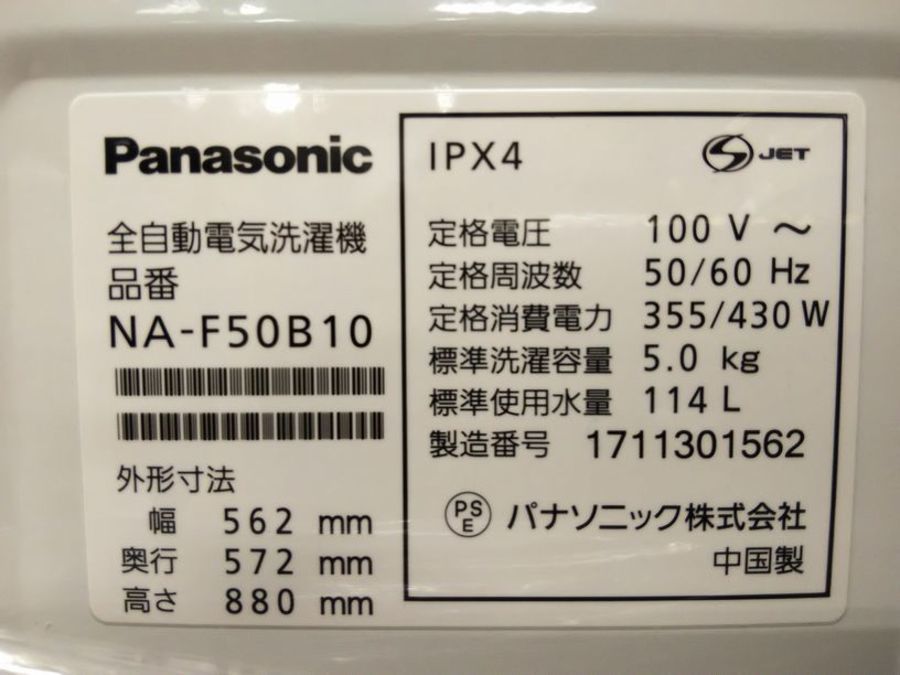 Panasonic
全自動電気洗濯機
品番
NA-F50B10
外形寸法
幅 562 mm
奥行 572 mm
高さ 880 mm
IPX4
S JET
定格電圧 100 V ～
定格周波数 50/60 Hz
定格消費電力 355/430 W
標準洗濯容量 5.0 kg
標準使用水量 114 L
製造番号 1711301562
PS E パナソニック株式会社
中国製